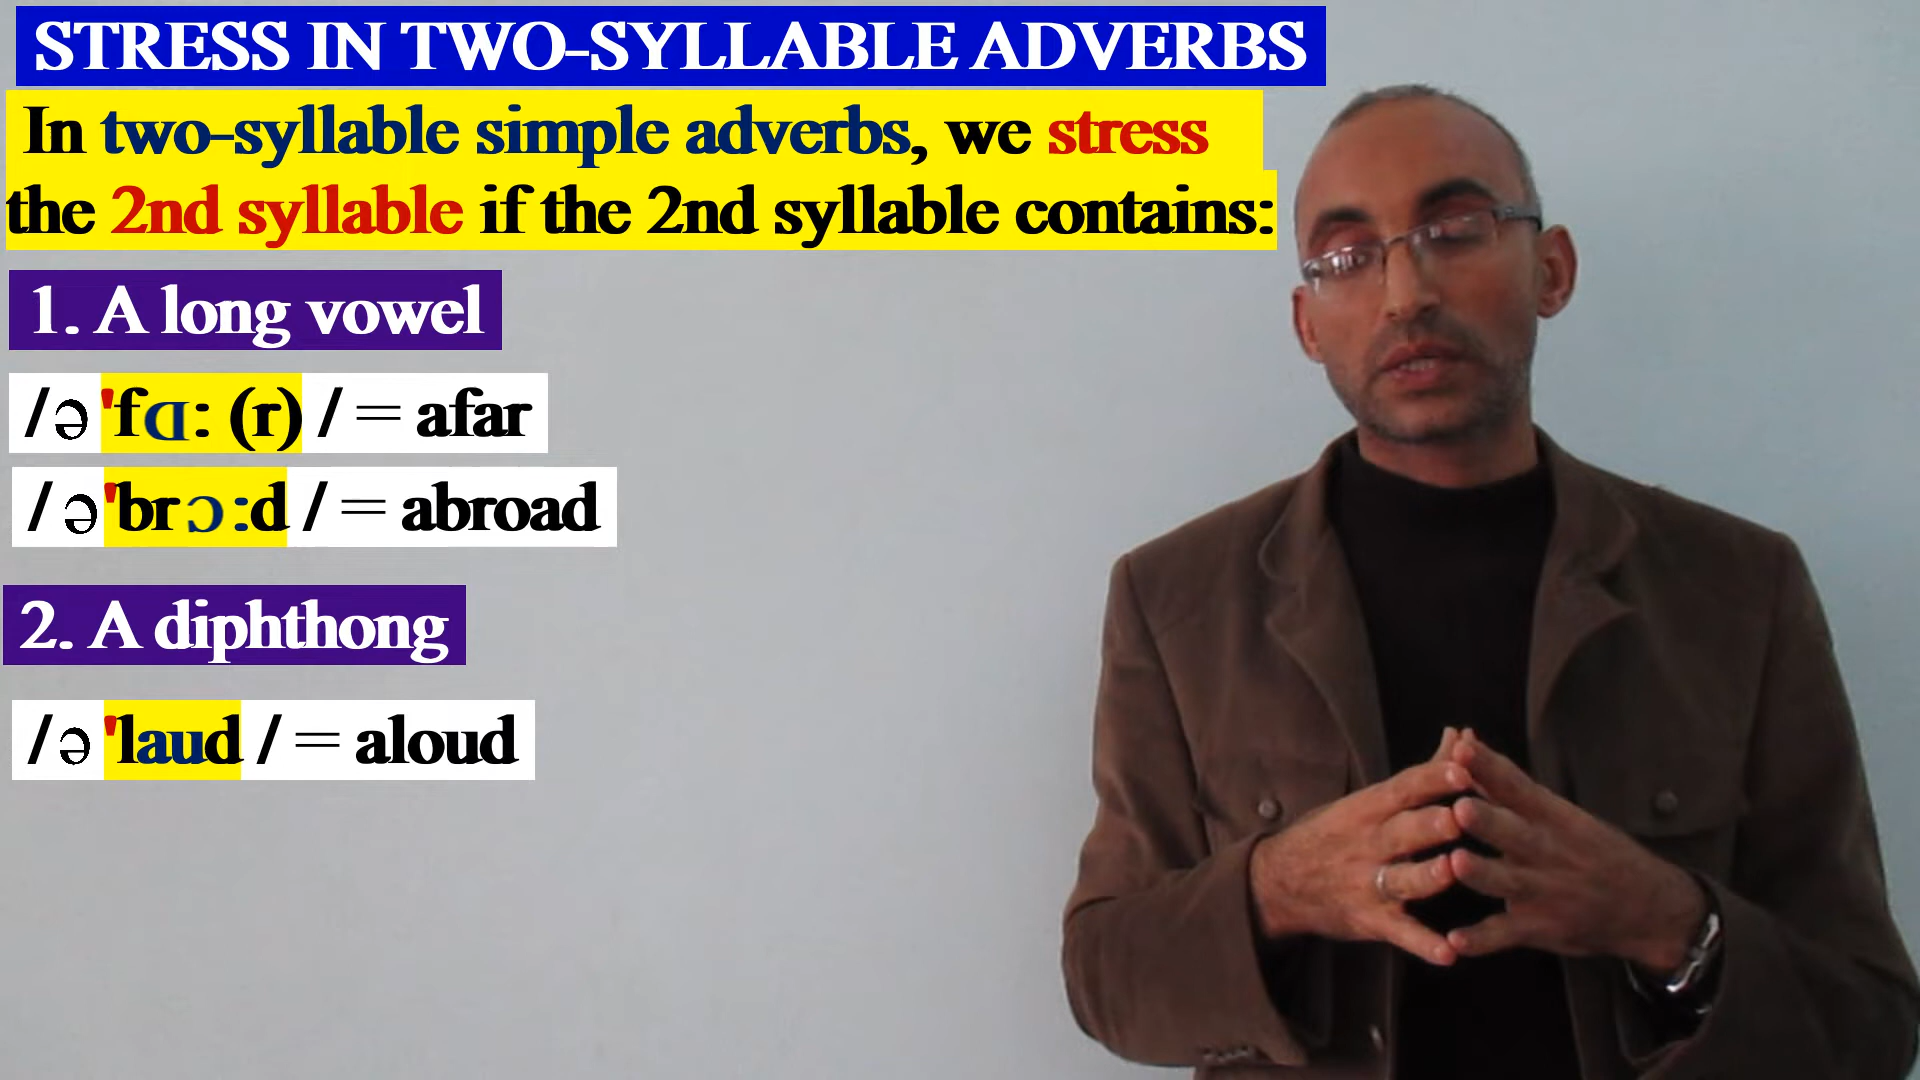 STRESS IN TWO-SYLLABLE ADVERBS
In two-syllable simple adverbs, we stress
the 2nd syllable if the 2nd syllable contains:
1. A long vowel
/ə'fɑ: (r) / = afar
/ə'brɔ:d / = abroad
2. A diphthong
/ə'laud / = aloud